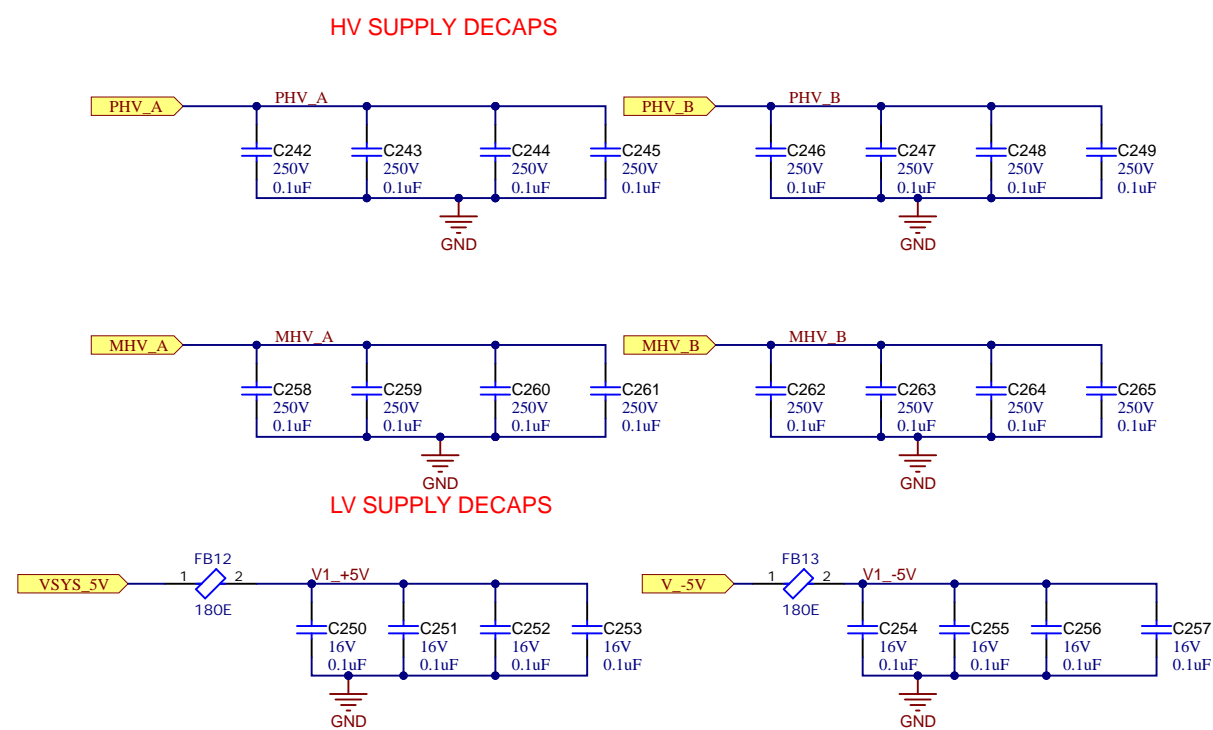 HV SUPPLY DECAPS
PHV_A PHV_A PHV_B PHV_B
C242 C243 C244 C245 C246 C247 C248 C249
250V 250V 250V 250V 250V 250V 250V 250V
0.1uF 0.1uF 0.1uF 0.1uF 0.1uF 0.1uF 0.1uF 0.1uF
GND GND
MHV_A MHV_A MHV_B MHV_B
C258 C259 C260 C261 C262 C263 C264 C265
250V 250V 250V 250V 250V 250V 250V 250V
0.1uF 0.1uF 0.1uF 0.1uF 0.1uF 0.1uF 0.1uF 0.1uF
GND GND
LV SUPPLY DECAPS
FB12 FB13
VSYS_5V 1 2 V1_+5V V_-5V 1 2 V1_-5V
180E 180E
C250 C251 C252 C253 C254 C255 C256 C257
16V 16V 16V 16V 16V 16V 16V 16V
0.1uF 0.1uF 0.1uF 0.1uF 0.1uF 0.1uF 0.1uF 0.1uF
GND GND